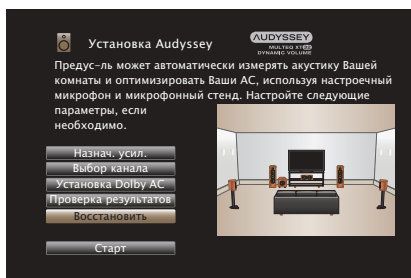 Установка Audyssey
AUDYSSEY
MULTEQ XT32
DYNAMIC VOLUME
Предус-ль может автоматически измерять акустику Вашей
комнаты и оптимизировать Ваши АС, используя настроечный
микрофон и микрофонный стенд. Настройте следующие
параметры, если
необходимо.
Назнач. усил.
Выбор канала
Установка Dolby АС
Проверка результатов
Восстановить
Старт